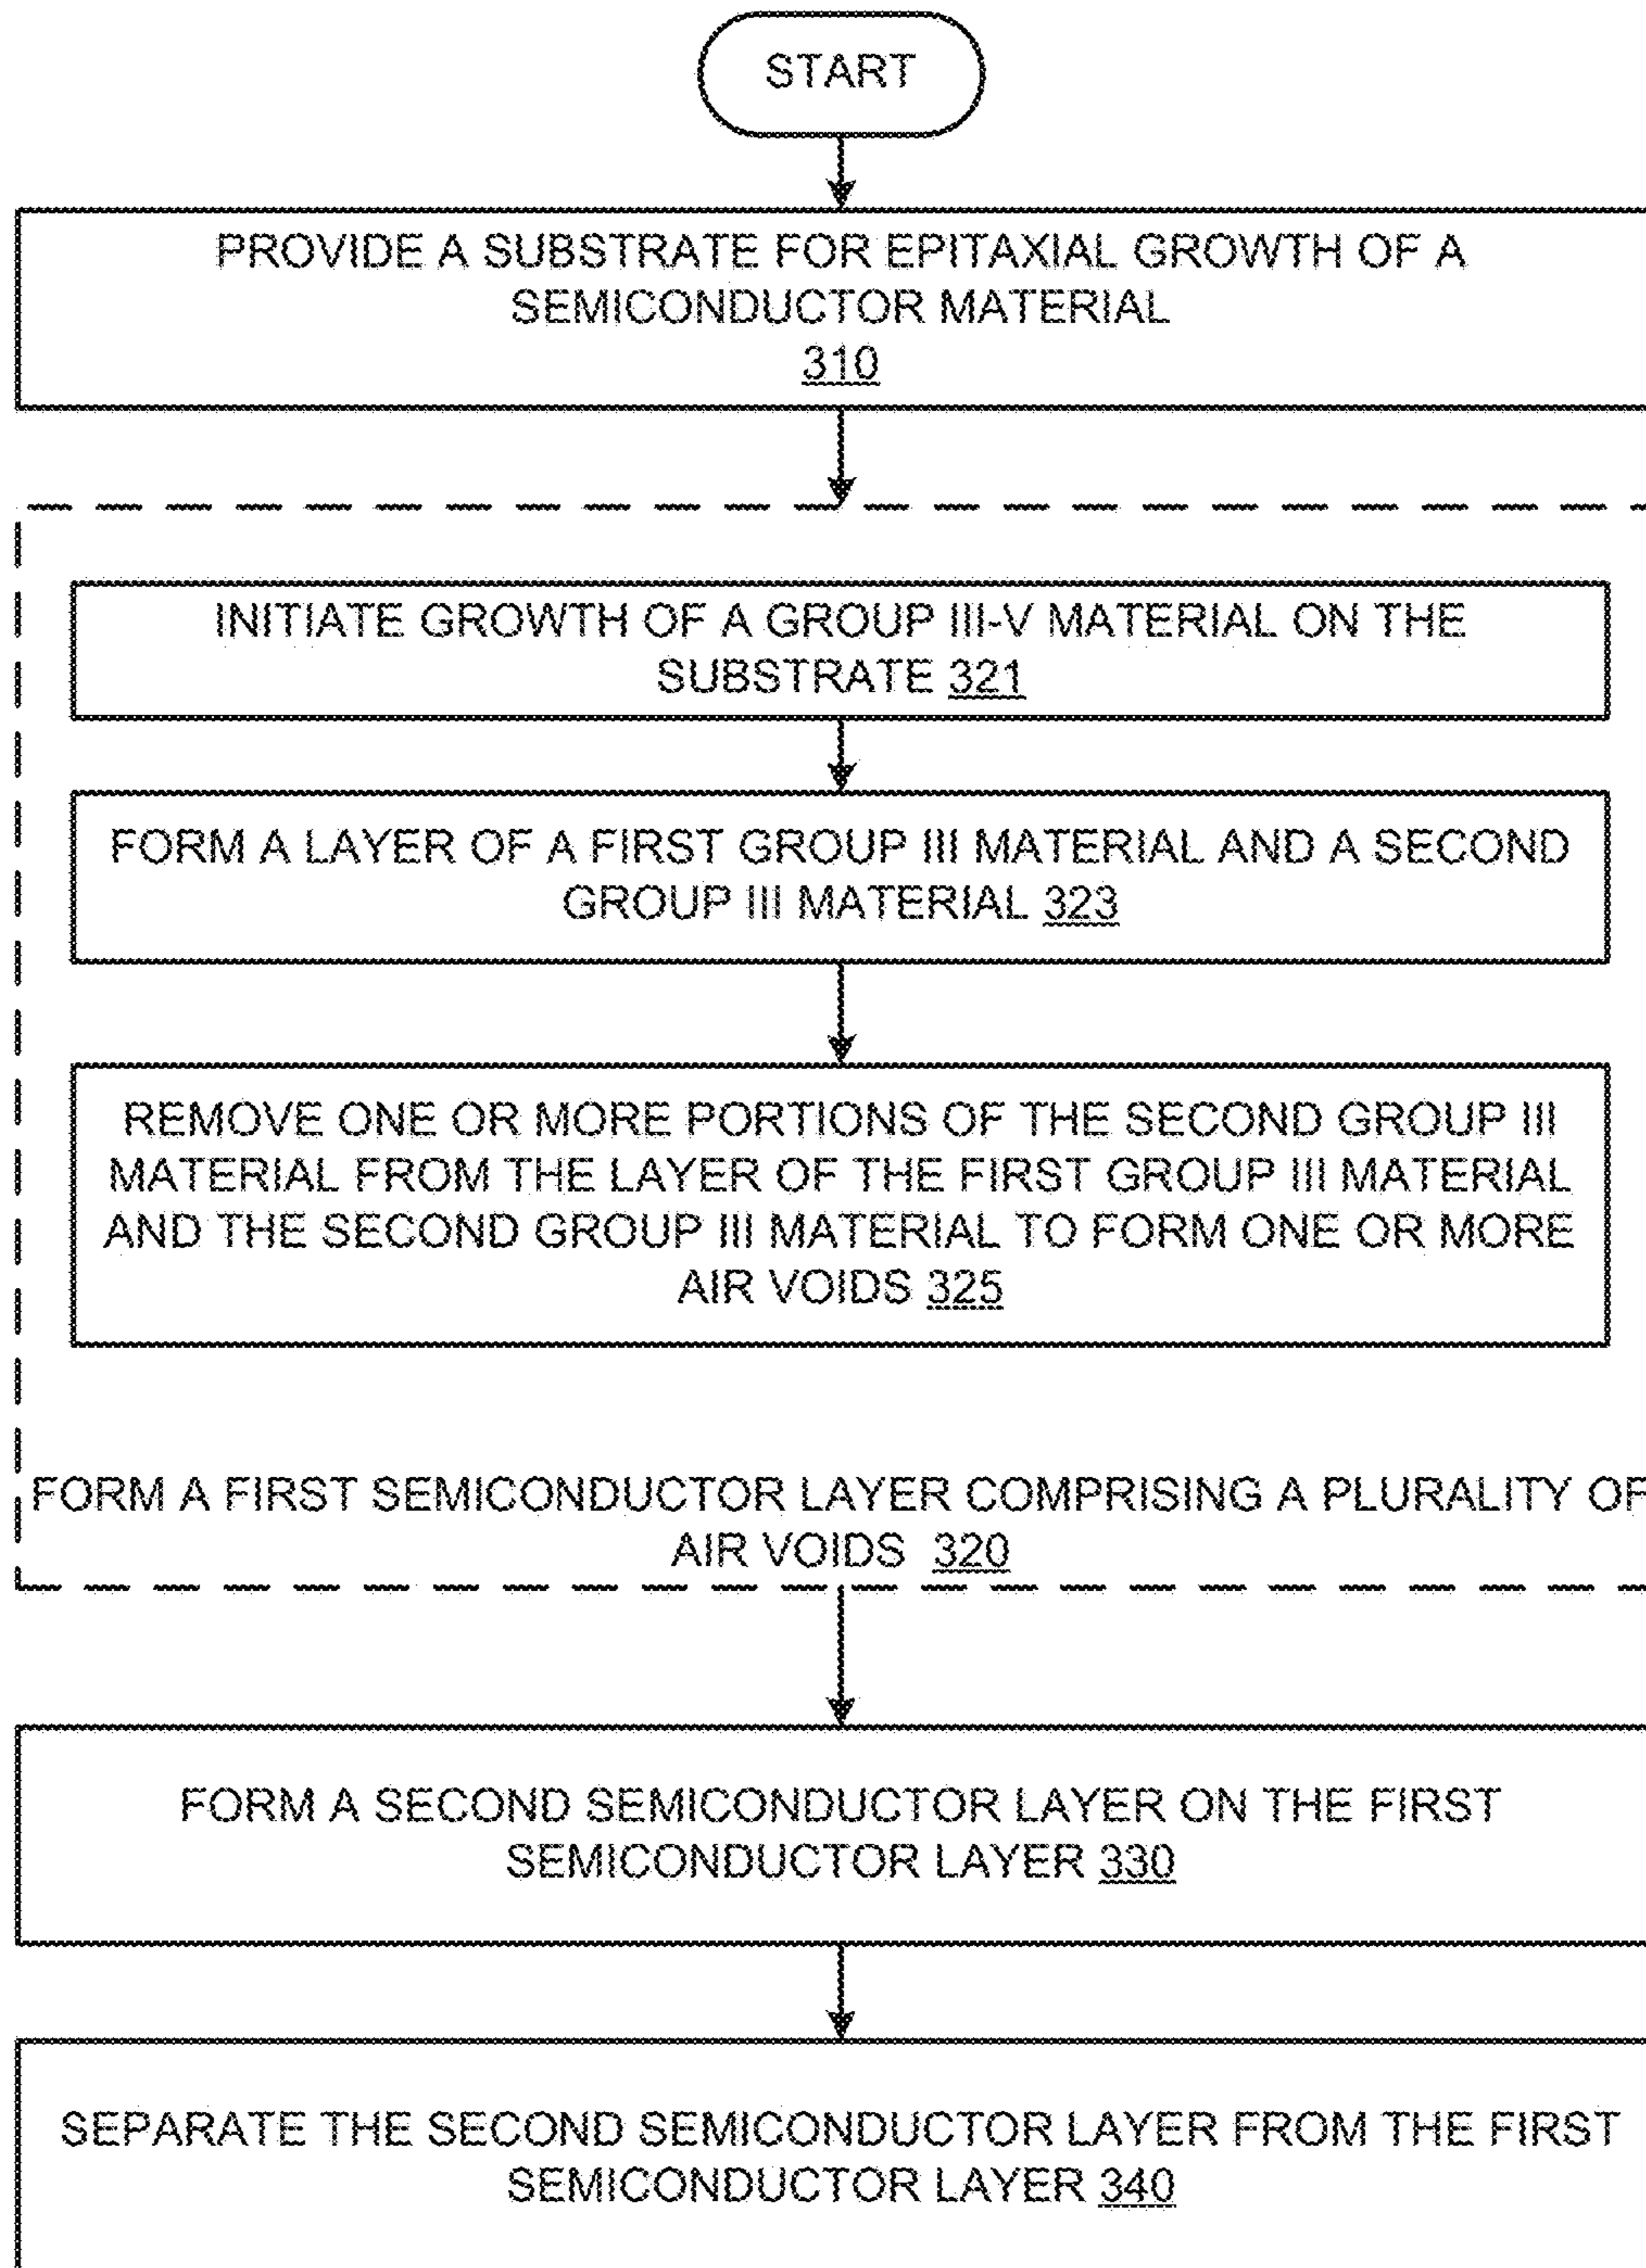 START
PROVIDE A SUBSTRATE FOR EPITAXIAL GROWTH OF A
SEMICONDUCTOR MATERIAL
310
INITIATE GROWTH OF A GROUP III-V MATERIAL ON THE
SUBSTRATE 321
FORM A LAYER OF A FIRST GROUP III MATERIAL AND A SECOND
GROUP III MATERIAL 323
REMOVE ONE OR MORE PORTIONS OF THE SECOND GROUP III
MATERIAL FROM THE LAYER OF THE FIRST GROUP III MATERIAL
AND THE SECOND GROUP III MATERIAL TO FORM ONE OR MORE
AIR VOIDS 325
FORM A FIRST SEMICONDUCTOR LAYER COMPRISING A PLURALITY OF
AIR VOIDS 320
FORM A SECOND SEMICONDUCTOR LAYER ON THE FIRST
SEMICONDUCTOR LAYER 330
SEPARATE THE SECOND SEMICONDUCTOR LAYER FROM THE FIRST
SEMICONDUCTOR LAYER 340